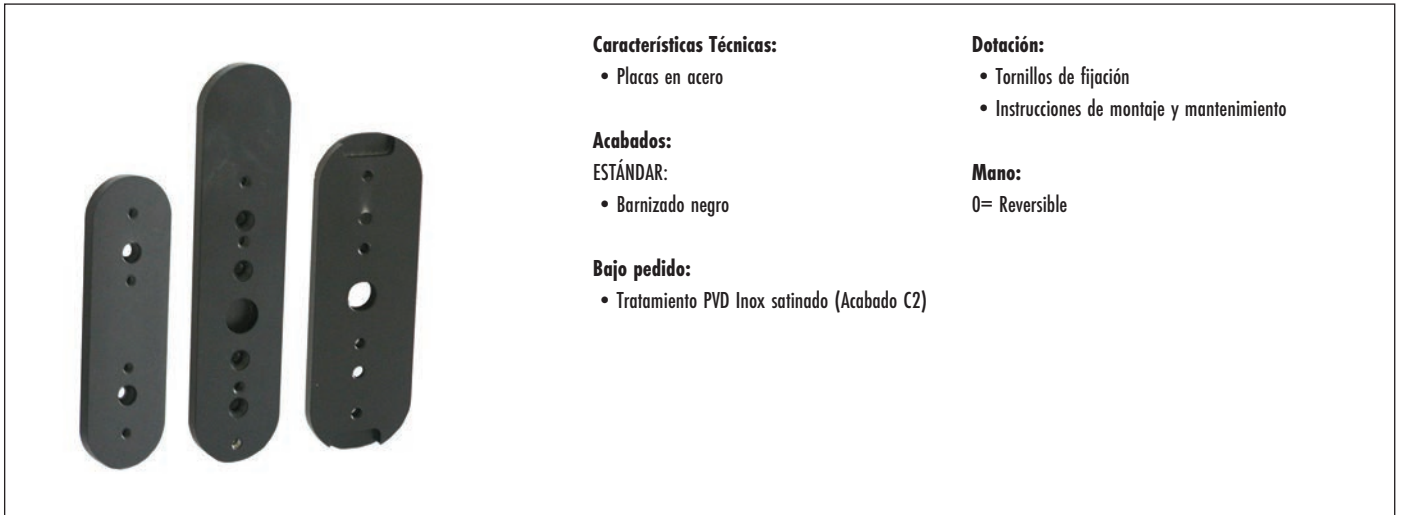 Características Técnicas:
• Placas en acero
Acabados:
ESTÁNDAR:
• Barnizado negro
Bajo pedido:
• Tratamiento PVD Inox satinado (Acabado C2)
Dotación:
• Tornillos de fijación
• Instrucciones de montaje y mantenimiento
Mano:
0= Reversible